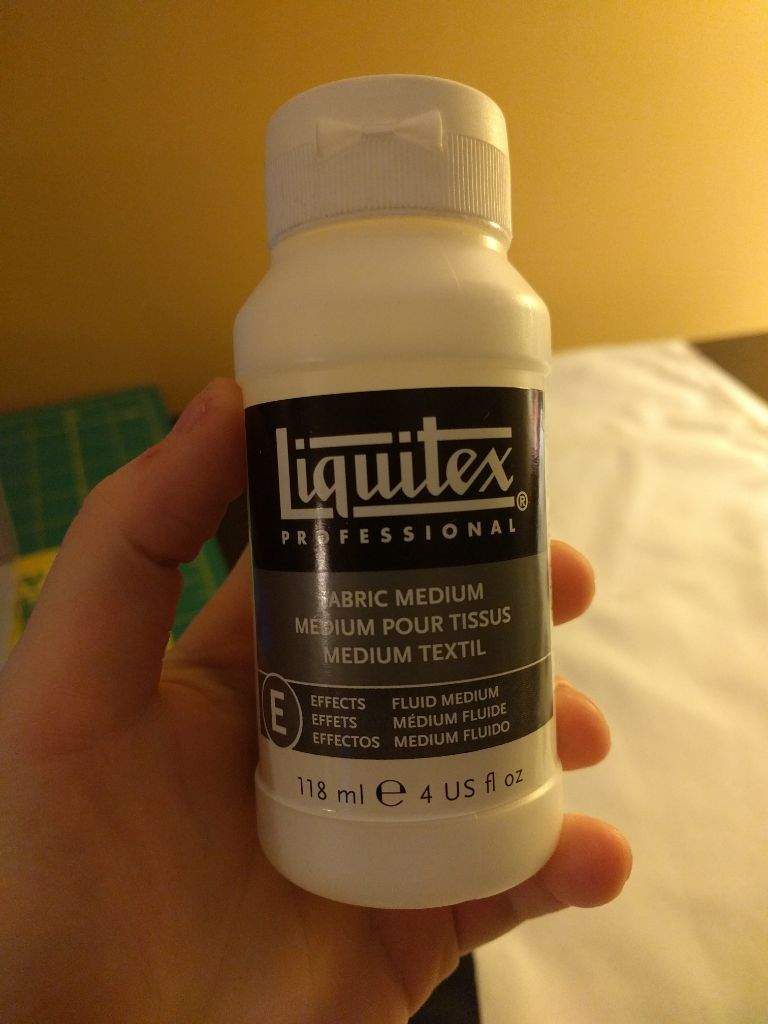 Liquitex®
PROFESSIONAL
FABRIC MEDIUM
MÉDIUM POUR TISSUS
MEDIUM TEXTIL
E
EFFECTS FLUID MEDIUM
EFFETS MÉDIUM FLUIDE
EFFECTOS MEDIUM FLUIDO
118 ml ℮ 4 US fl oz